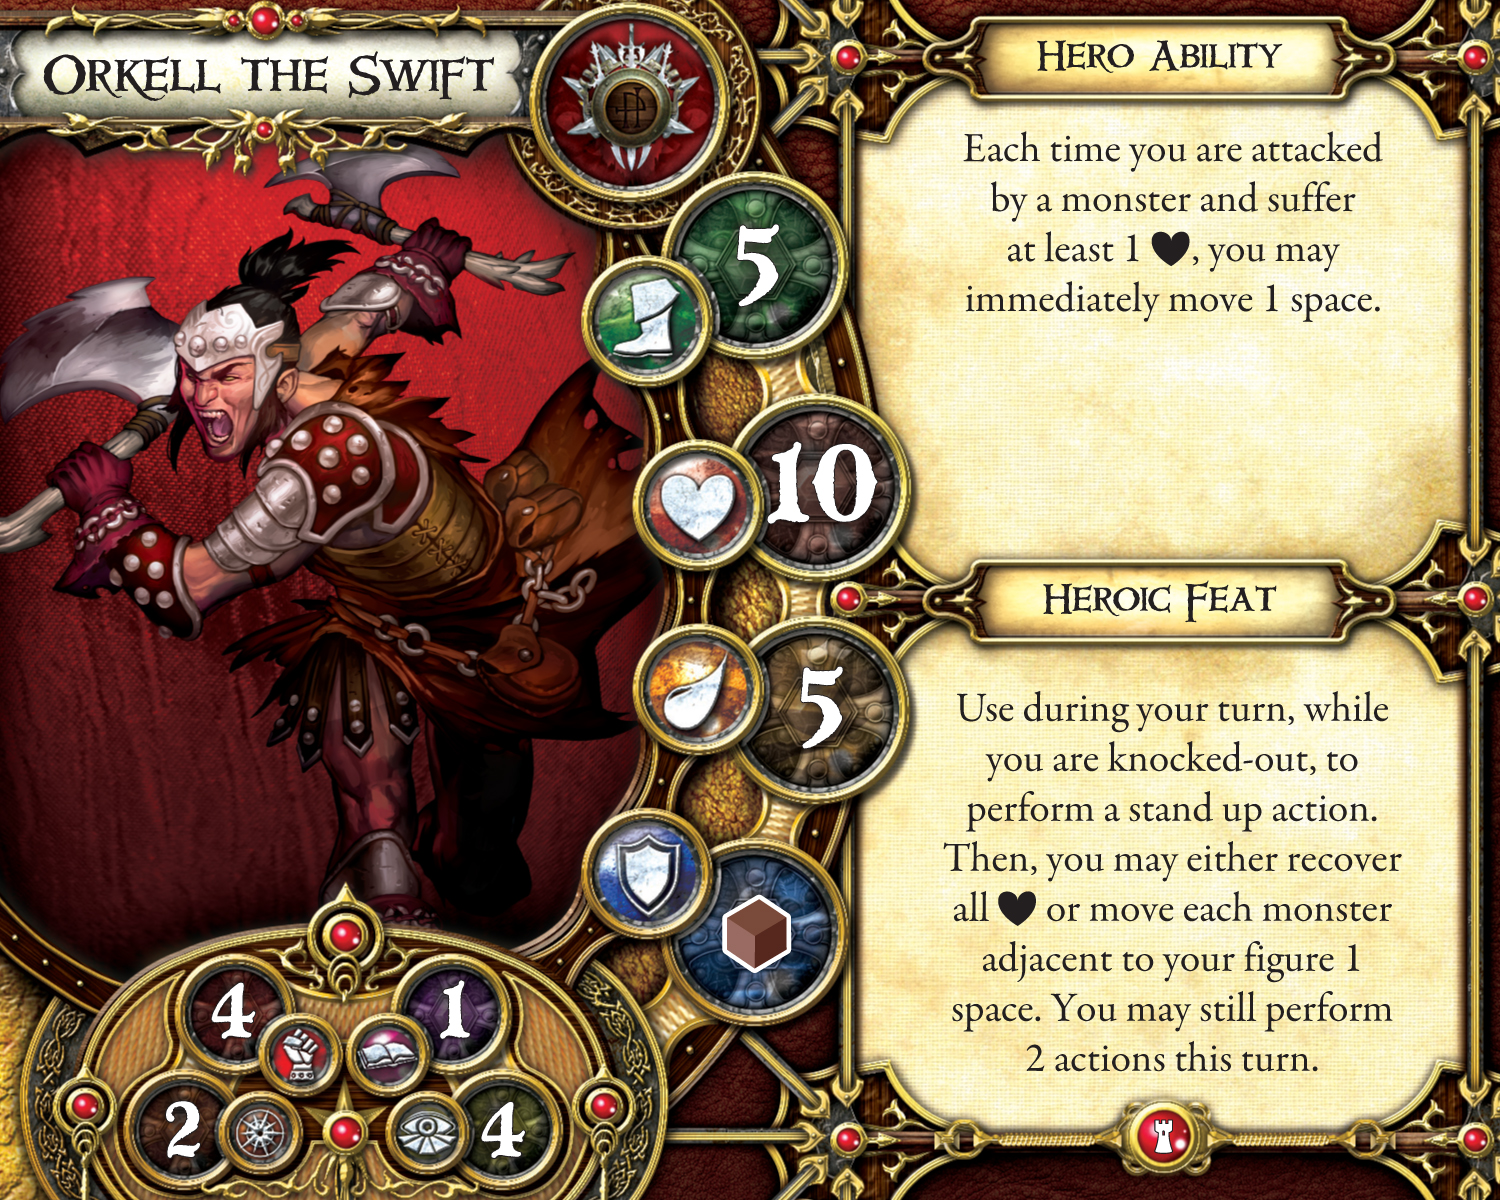 Orkell the Swift
5
10
5
4
1
2
4
Hero Ability
Each time you are attacked
by a monster and suffer
at least 1 ♥, you may
immediately move 1 space.
Heroic Feat
Use during your turn, while
you are knocked-out, to
perform a stand up action.
Then, you may either recover
all ♥ or move each monster
adjacent to your figure 1
space. You may still perform
2 actions this turn.